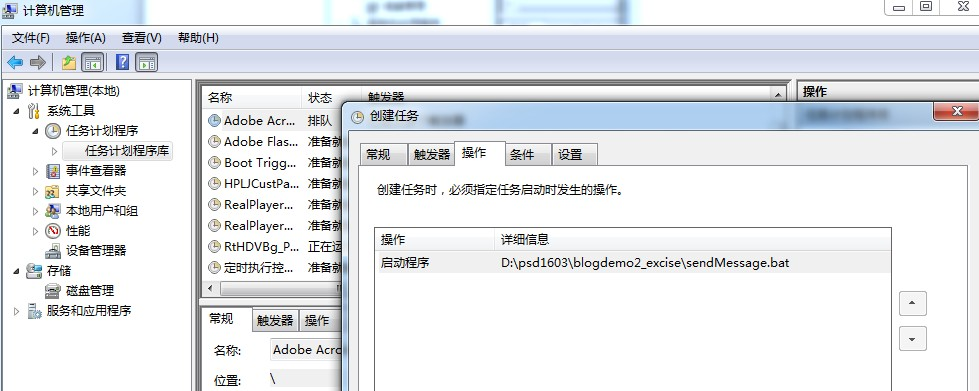 计算机管理
文件(F) 操作(A) 查看(V) 帮助(H)
计算机管理(本地)
系统工具
任务计划程序
任务计划程序库
事件查看器
共享文件夹
本地用户和组
性能
设备管理器
存储
磁盘管理
服务和应用程序
名称 状态 触发器
Adobe Acr... 排队
Adobe Flas... 准备就
Boot Trigg... 准备就
HPLJCustPa... 准备就
RealPlayer... 准备就
RealPlayer... 准备就
RtHDVBg_P... 正在运
定时执行控... 准备就
常规 触发器 操作
名称: Adobe Acro
位置: \
操作
创建任务
常规 触发器 操作 条件 设置
创建任务时，必须指定任务启动时发生的操作。
操作 详细信息
启动程序 D:\psd1603\blogdemo2_excise\sendMessage.bat